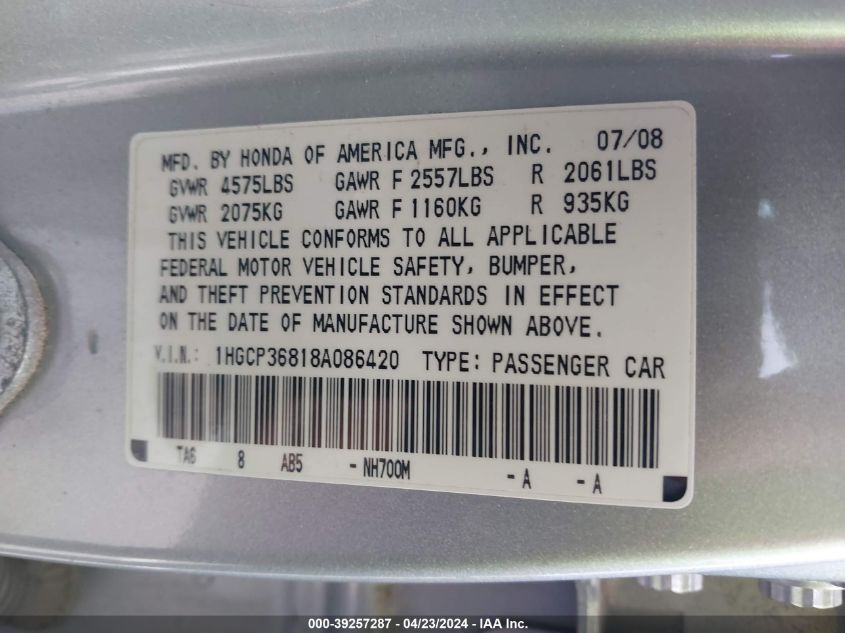 MFD. BY HONDA OF AMERICA MFG., INC. 07/08
GVWR 4575LBS GAWR F 2557LBS R 2061LBS
GVWR 2075KG GAWR F 1160KG R 935KG
THIS VEHICLE CONFORMS TO ALL APPLICABLE
FEDERAL MOTOR VEHICLE SAFETY, BUMPER,
AND THEFT PREVENTION STANDARDS IN EFFECT
ON THE DATE OF MANUFACTURE SHOWN ABOVE.
V.I.N.: 1HGCP36818A086420 TYPE: PASSENGER CAR
TA6 8 AB5 - NH700M - A - A
000-39257287 - 04/23/2024 - IAA Inc.